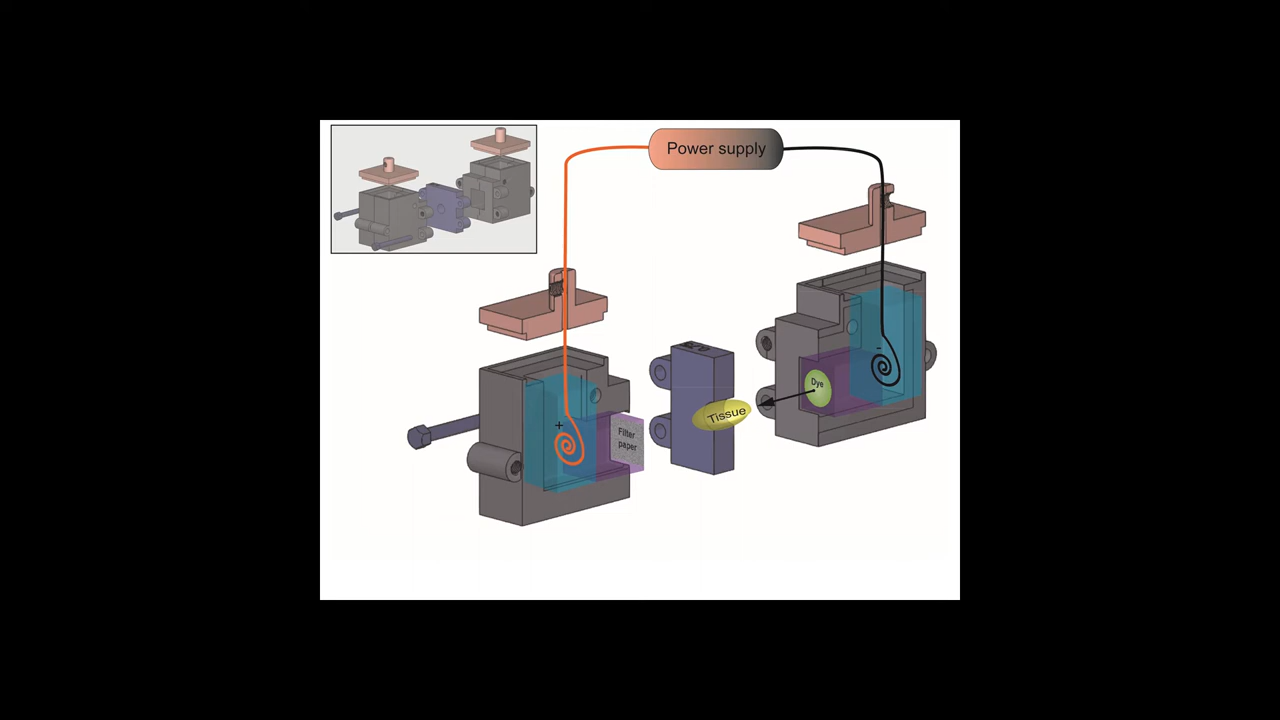 Power supply
Dye
Tissue
+
-
Filter
paper